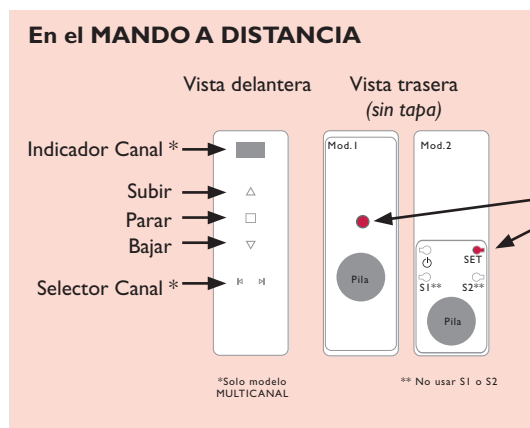 En el MANDO A DISTANCIA
Vista delantera
Vista trasera
(sin tapa)
Indicador Canal *
Subir
Parar
Bajar
Selector Canal *
Mod.1
Pila
Mod.2
SET
S1**
S2**
Pila
*Solo modelo
MULTICANAL
** No usar S1 o S2